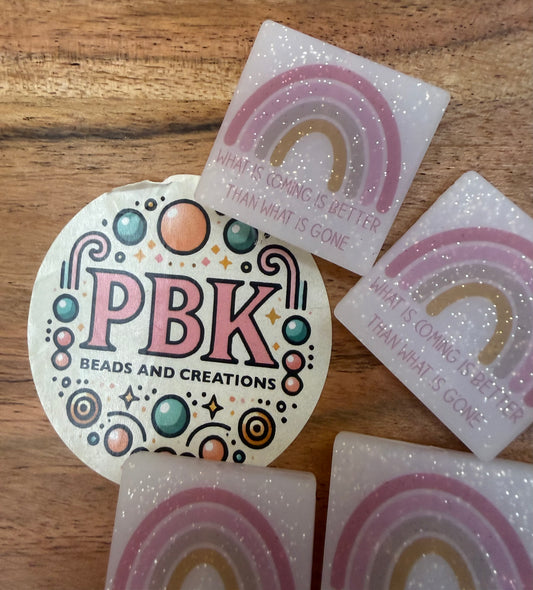 WHAT IS COMING IS BETTER
THAN WHAT IS GONE
PBK
BEADS AND CREATIONS
WHAT IS COMING IS BETTER
THAN WHAT IS GONE